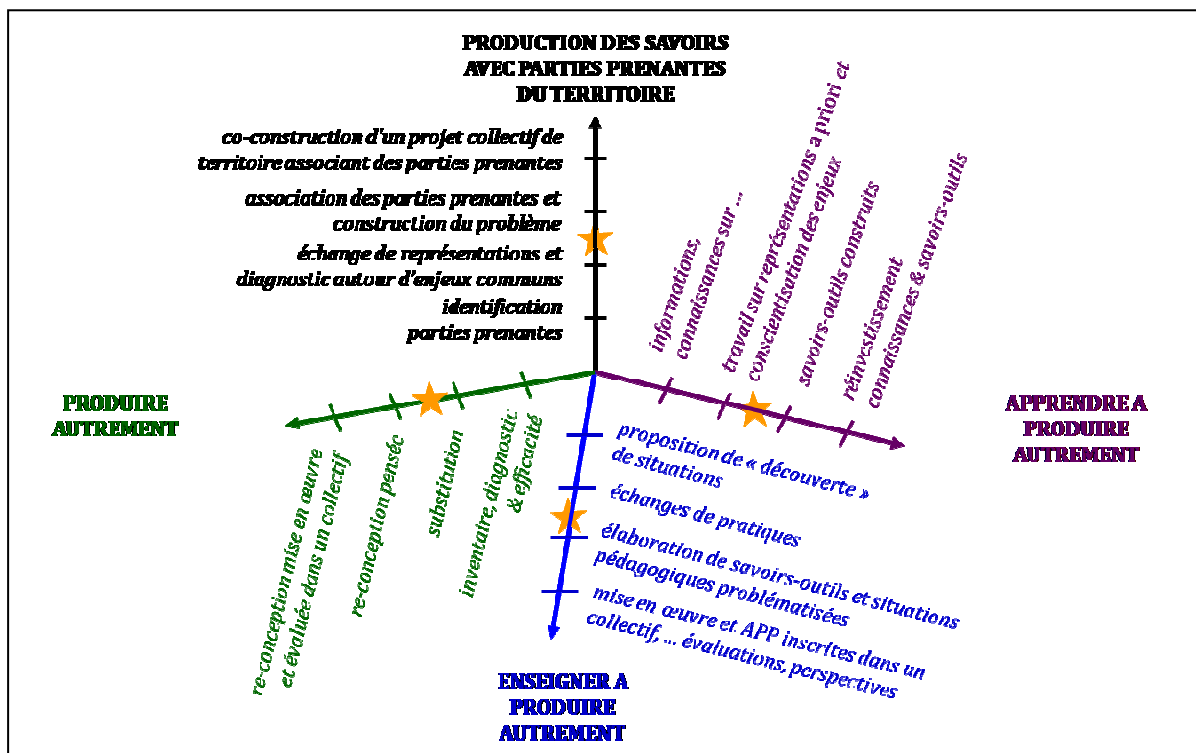 PRODUCTION DES SAVOIRS
AVEC PARTIES PRENANTES
DU TERRITOIRE
co-construction d'un projet collectif de
territoire associant des parties prenantes
association des parties prenantes et
construction du problème
échange de représentations et
diagnostic autour d'enjeux communs
identification
parties prenantes
informations,
connaissances sur ...
travail sur représentations a priori et
conscientisation des enjeux
savoirs-outils construits
réinvestissement
connaissances & savoirs-outils
APPRENDRE A
PRODUIRE
AUTREMENT
PRODUIRE
AUTREMENT
re-conception mise en œuvre
et évaluée dans un collectif
re-conception pensée
substitution
inventaire, diagnostic
& efficacité
proposition de « découverte »
de situations
échanges de pratiques
élaboration de savoirs-outils et situations
pédagogiques problématisées
mise en œuvre et APP inscrites dans un
collectif, ... évaluations, perspectives
ENSEIGNER A
PRODUIRE
AUTREMENT